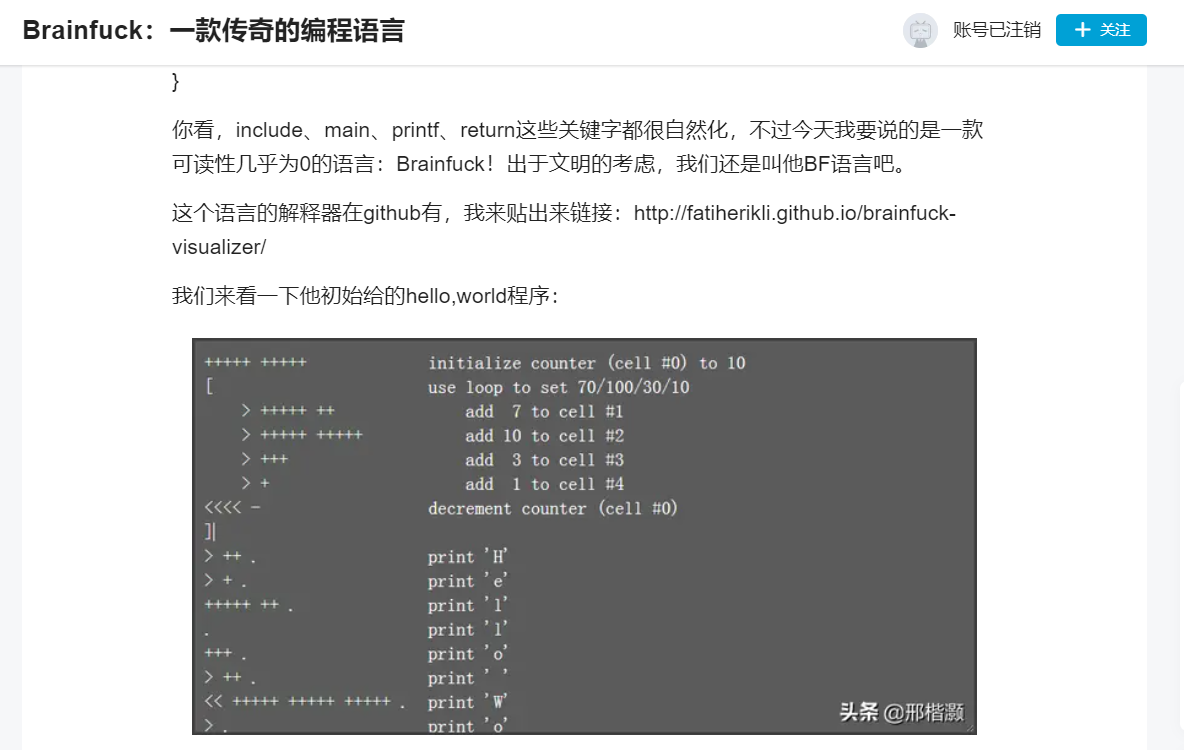 Brainfuck：一款传奇的编程语言
账号已注销
+ 关注
}
你看，include、main、printf、return这些关键字都很自然化，不过今天我要说的是一款
可读性几乎为0的语言：Brainfuck！出于文明的考虑，我们还是叫他BF语言吧。
这个语言的解释器在github有，我来贴出来链接：http://fatiherikli.github.io/brainfuck-
visualizer/
我们来看一下他初始给的hello,world程序：
+++++ +++++ initialize counter (cell #0) to 10
[ use loop to set 70/100/30/10
> +++++ ++ add 7 to cell #1
> +++++ +++++ add 10 to cell #2
> +++ add 3 to cell #3
> + add 1 to cell #4
<<<< - decrement counter (cell #0)
]
> ++ . print 'H'
> + . print 'e'
+++++ ++ . print 'l'
. print 'l'
+++ . print 'o'
> ++ . print ' '
<< +++++ +++++ +++++ . print 'W'
> . print 'o'
头条 @邢楷灏